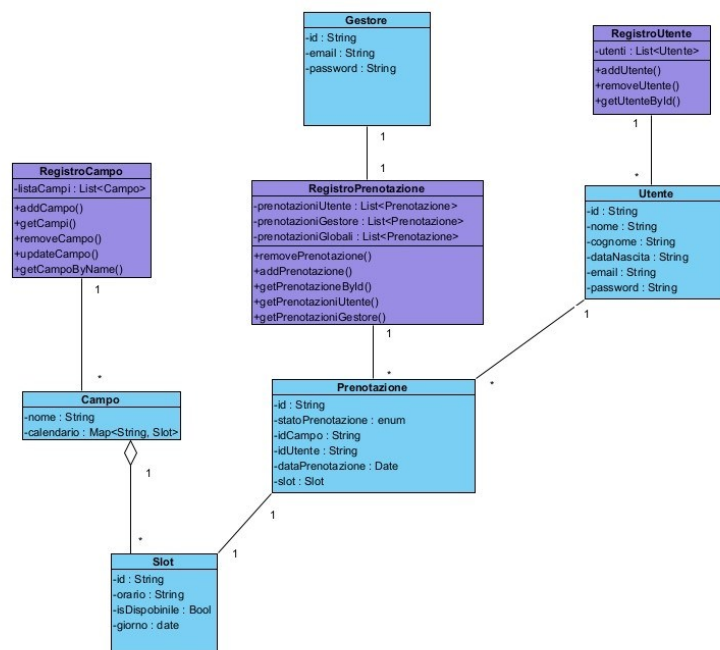 Gestore
-id : String
-email : String
-password : String
1
1
RegistroUtente
-utenti : List<Utente>
+addUtente()
+removeUtente()
+getUtenteById()
1
*
RegistroCampo
-listaCampi : List<Campo>
+addCampo()
+getCampi()
+removeCampo()
+updateCampo()
+getCampoByName()
1
*
RegistroPrenotazione
-prenotazioniUtente : List<Prenotazione>
-prenotazioniGestore : List<Prenotazione>
-prenotazioniGlobali : List<Prenotazione>
+removePrenotazione()
+addPrenotazione()
+getPrenotazioneById()
+getPrenotazioniUtente()
+getPrenotazioniGestore()
1
*
Utente
-id : String
-nome : String
-cognome : String
-dataNascita : String
-email : String
-password : String
1
*
Campo
-nome : String
-calendario : Map<String, Slot>
1
*
Prenotazione
-id : String
-statoPrenotazione : enum
-idCampo : String
-idUtente : String
-dataPrenotazione : Date
-slot : Slot
1
1
Slot
-id : String
-orario : String
-isDispobinile : Bool
-giorno : date